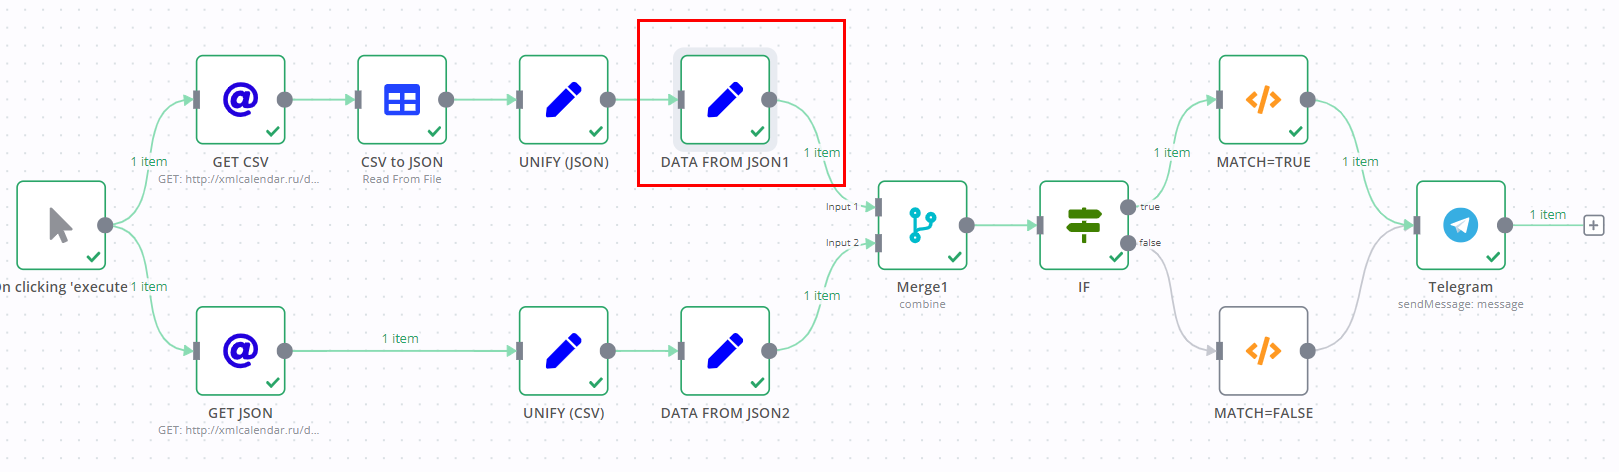 1 item
GET CSV
GET: http://xmlcalendar.ru/d...
CSV to JSON
Read From File
UNIFY (JSON)
DATA FROM JSON1
1 item
1 item
MATCH=TRUE
1 item
Input 1
Input 2
true
false
1 item
n clicking 'execute
1 item
Merge1
combine
1 item
IF
Telegram
sendMessage: message
1 item
GET JSON
GET: http://xmlcalendar.ru/d...
UNIFY (CSV)
DATA FROM JSON2
MATCH=FALSE